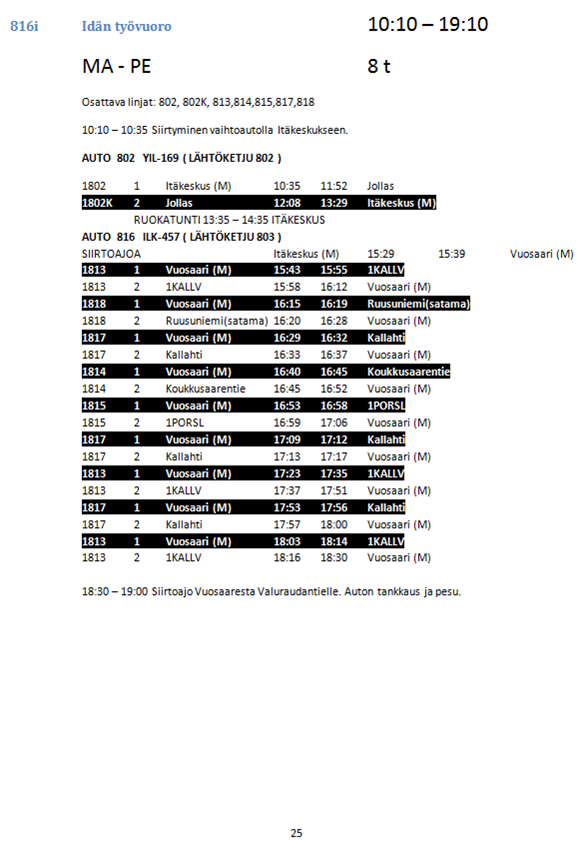 816i Idän työvuoro 10:10 – 19:10
MA - PE 8 t
Osattava linjat: 802, 802K, 813,814,815,817,818
10:10 – 10:35 Siirtyminen vaihtoautolla Itäkeskukseen.
AUTO 802 YIL-169 ( LÄHTÖKETJU 802 )
1802 1 Itäkeskus (M) 10:35 11:52 Jollas
1802K 2 Jollas 12:08 13:29 Itäkeskus (M)
RUOKATUNTI 13:35 – 14:35 ITÄKESKUS
AUTO 816 ILK-457 ( LÄHTÖKETJU 803 )
SIIRTOAJOA Itäkeskus (M) 15:29 15:39 Vuosaari (M)
1813 1 Vuosaari (M) 15:43 15:55 1KALLV
1813 2 1KALLV 15:58 16:12 Vuosaari (M)
1818 1 Vuosaari (M) 16:15 16:19 Ruusuniemi(satama)
1818 2 Ruusuniemi(satama) 16:20 16:28 Vuosaari (M)
1817 1 Vuosaari (M) 16:29 16:32 Kallahti
1817 2 Kallahti 16:33 16:37 Vuosaari (M)
1814 1 Vuosaari (M) 16:40 16:45 Koukkusaarentie
1814 2 Koukkusaarentie 16:45 16:52 Vuosaari (M)
1815 1 Vuosaari (M) 16:53 16:58 1PORSL
1815 2 1PORSL 16:59 17:06 Vuosaari (M)
1817 1 Vuosaari (M) 17:09 17:12 Kallahti
1817 2 Kallahti 17:13 17:17 Vuosaari (M)
1813 1 Vuosaari (M) 17:23 17:35 1KALLV
1813 2 1KALLV 17:37 17:51 Vuosaari (M)
1817 1 Vuosaari (M) 17:53 17:56 Kallahti
1817 2 Kallahti 17:57 18:00 Vuosaari (M)
1813 1 Vuosaari (M) 18:03 18:14 1KALLV
1813 2 1KALLV 18:16 18:30 Vuosaari (M)
18:30 – 19:00 Siirtoajo Vuosaaresta Valuraudantielle. Auton tankkaus ja pesu.
25